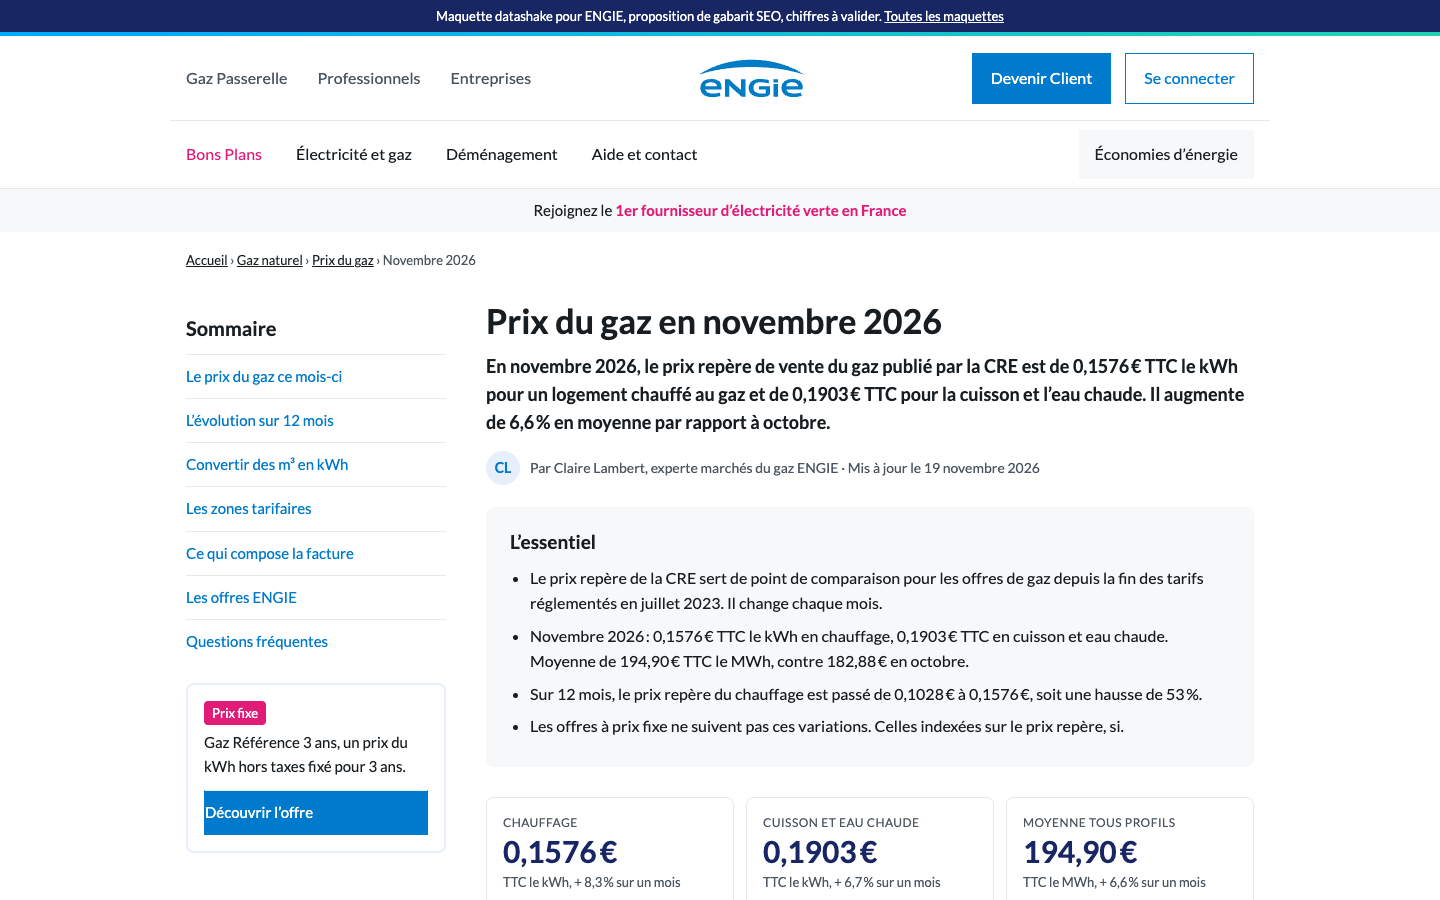 Maquette datashake pour ENGIE, proposition de gabarit SEO, chiffres à valider. Toutes les maquettes
Gaz Passerelle
Professionnels
Entreprises
ENGIE
Devenir Client
Se connecter
Bons Plans
Électricité et gaz
Déménagement
Aide et contact
Économies d’énergie
Rejoignez le 1er fournisseur d’électricité verte en France
Accueil › Gaz naturel › Prix du gaz › Novembre 2026
Sommaire
Le prix du gaz ce mois-ci
L’évolution sur 12 mois
Convertir des m³ en kWh
Les zones tarifaires
Ce qui compose la facture
Les offres ENGIE
Questions fréquentes
Prix fixe
Gaz Référence 3 ans, un prix du
kWh hors taxes fixé pour 3 ans.
Découvrir l’offre
Prix du gaz en novembre 2026
En novembre 2026, le prix repère de vente du gaz publié par la CRE est de 0,1576 € TTC le kWh
pour un logement chauffé au gaz et de 0,1903 € TTC pour la cuisson et l’eau chaude. Il augmente
de 6,6 % en moyenne par rapport à octobre.
CL
Par Claire Lambert, experte marchés du gaz ENGIE · Mis à jour le 19 novembre 2026
L’essentiel
• Le prix repère de la CRE sert de point de comparaison pour les offres de gaz depuis la fin des tarifs
réglementés en juillet 2023. Il change chaque mois.
• Novembre 2026 : 0,1576 € TTC le kWh en chauffage, 0,1903 € TTC en cuisson et eau chaude.
Moyenne de 194,90 € TTC le MWh, contre 182,88 € en octobre.
• Sur 12 mois, le prix repère du chauffage est passé de 0,1028 € à 0,1576 €, soit une hausse de 53 %.
• Les offres à prix fixe ne suivent pas ces variations. Celles indexées sur le prix repère, si.
CHAUFFAGE
0,1576 €
TTC le kWh, + 8,3 % sur un mois
CUISSON ET EAU CHAUDE
0,1903 €
TTC le kWh, + 6,7 % sur un mois
MOYENNE TOUS PROFILS
194,90 €
TTC le MWh, + 6,6 % sur un mois